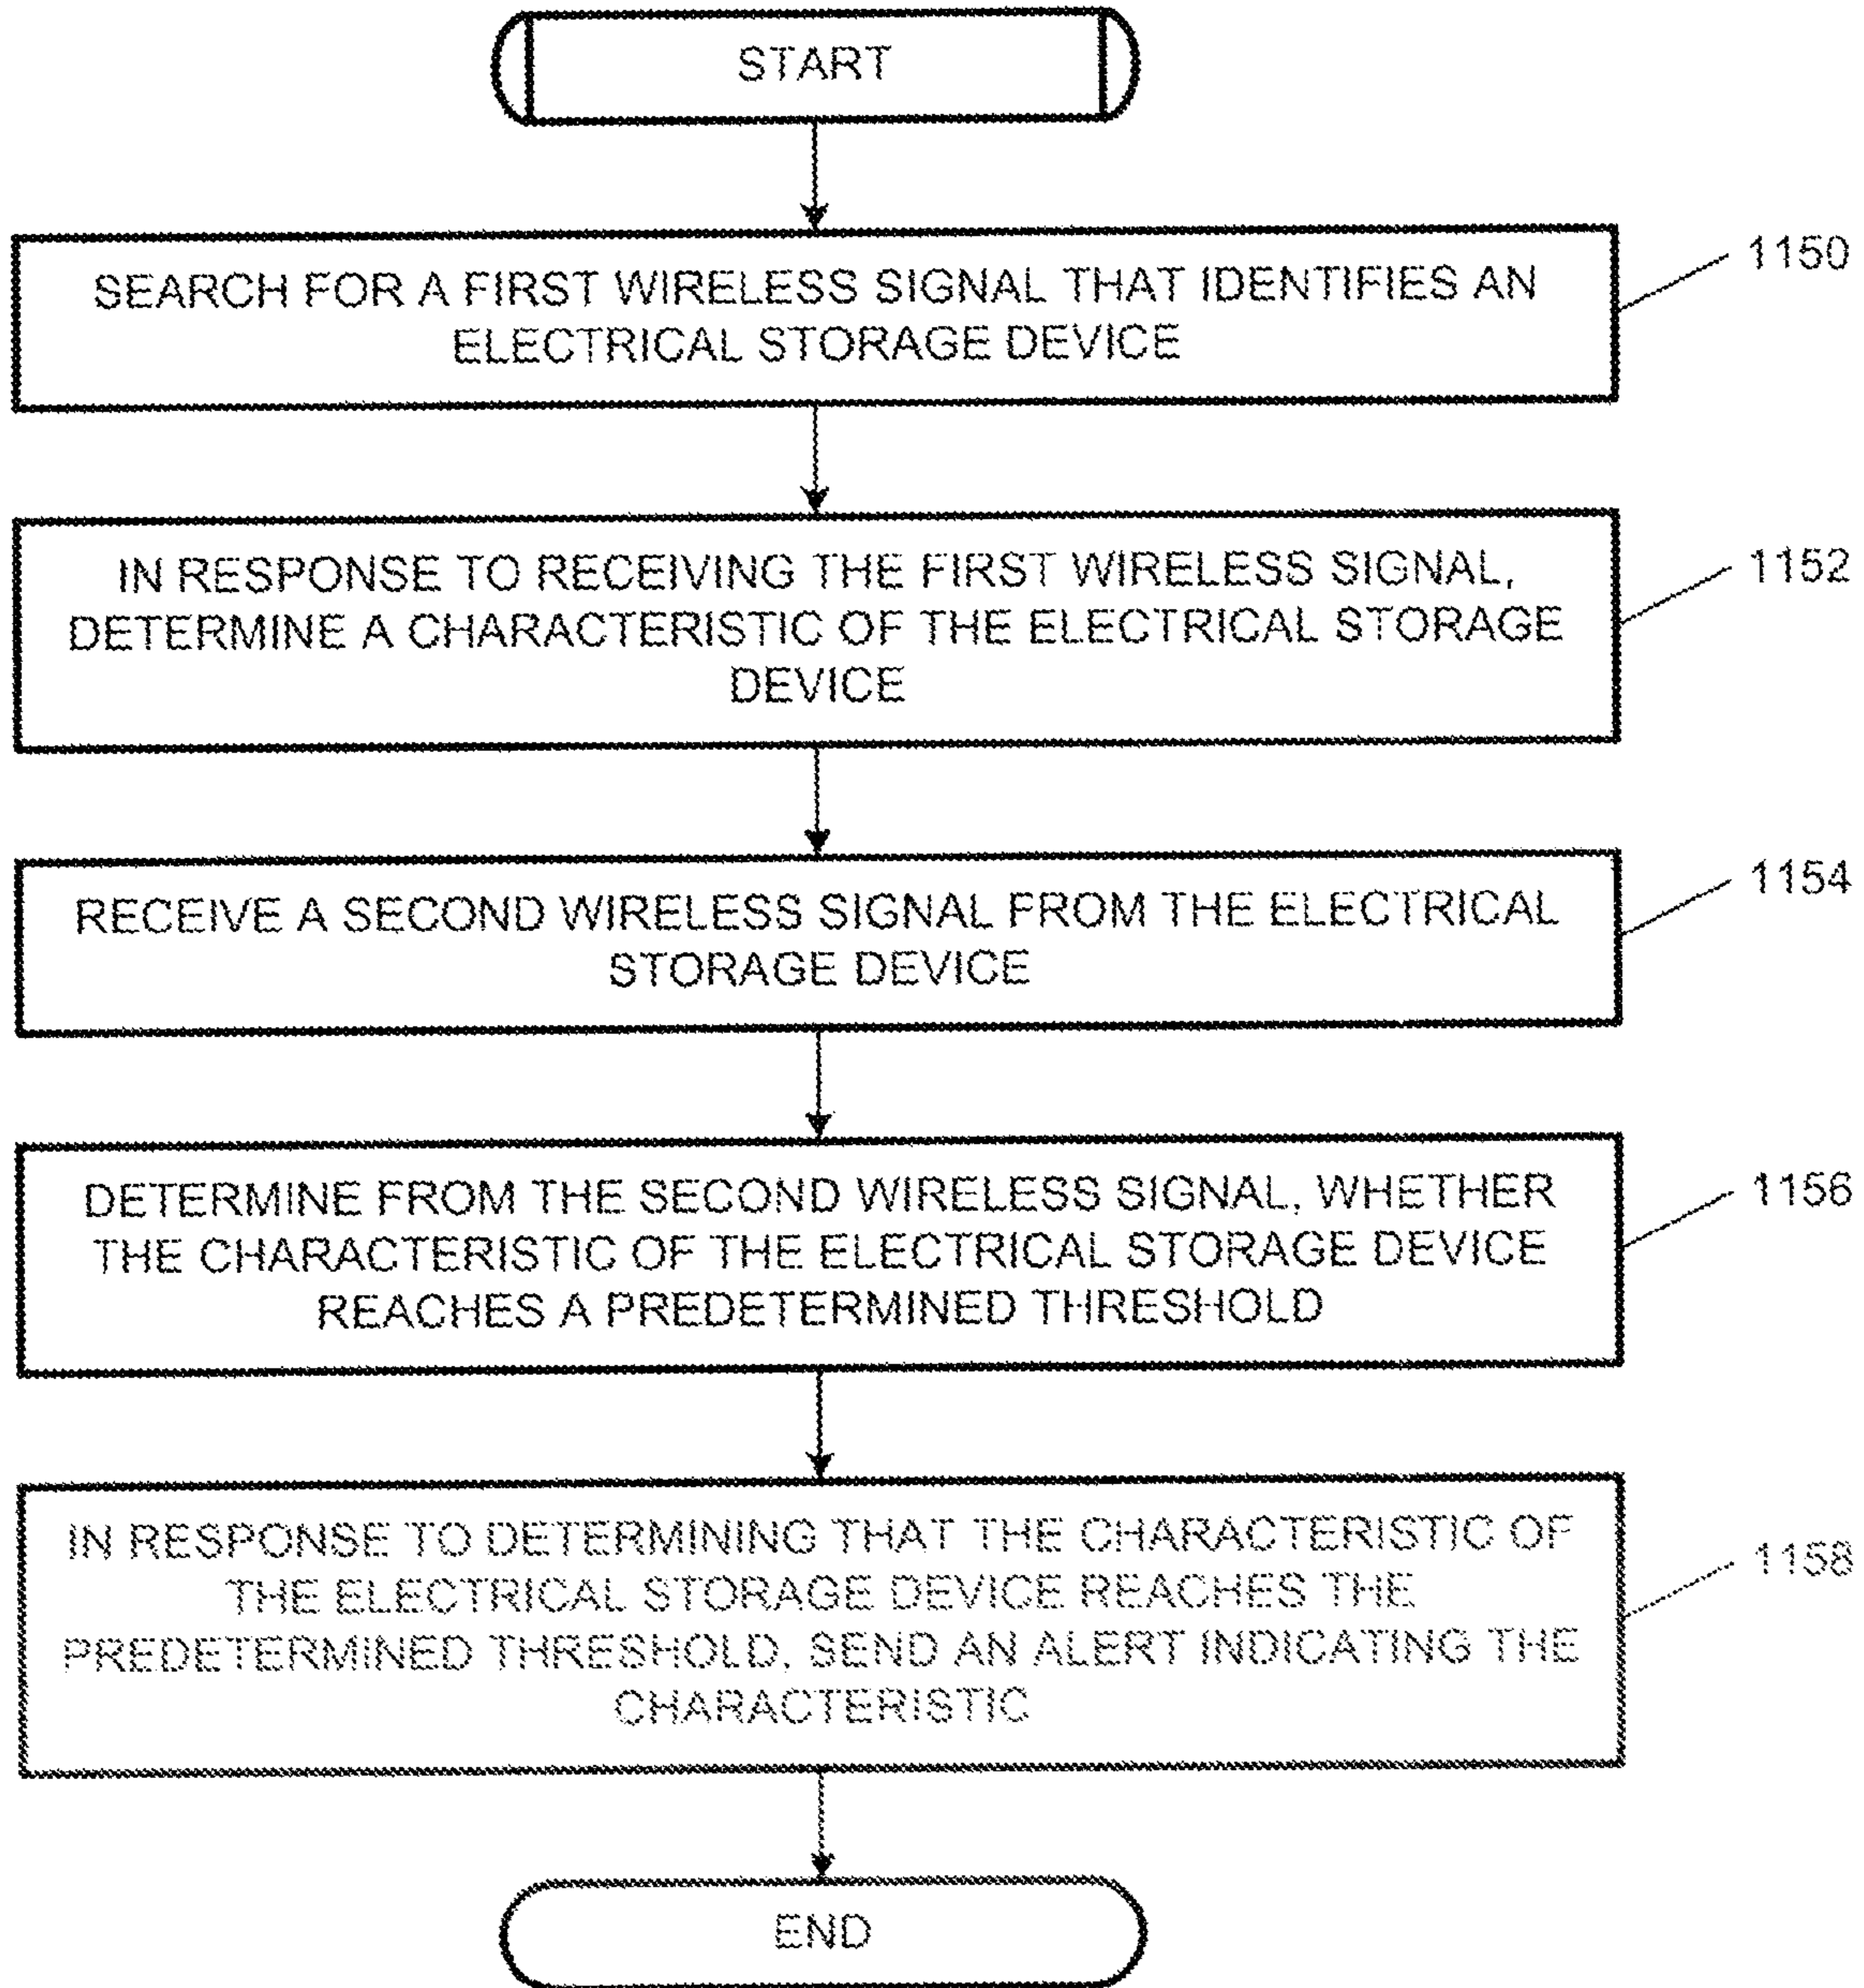 START
SEARCH FOR A FIRST WIRELESS SIGNAL THAT IDENTIFIES AN
ELECTRICAL STORAGE DEVICE
1150
IN RESPONSE TO RECEIVING THE FIRST WIRELESS SIGNAL,
DETERMINE A CHARACTERISTIC OF THE ELECTRICAL STORAGE
DEVICE
1152
RECEIVE A SECOND WIRELESS SIGNAL FROM THE ELECTRICAL
STORAGE DEVICE
1154
DETERMINE FROM THE SECOND WIRELESS SIGNAL, WHETHER
THE CHARACTERISTIC OF THE ELECTRICAL STORAGE DEVICE
REACHES A PREDETERMINED THRESHOLD
1156
IN RESPONSE TO DETERMINING THAT THE CHARACTERISTIC OF
THE ELECTRICAL STORAGE DEVICE REACHES THE
PREDETERMINED THRESHOLD, SEND AN ALERT INDICATING THE
CHARACTERISTIC
1158
END